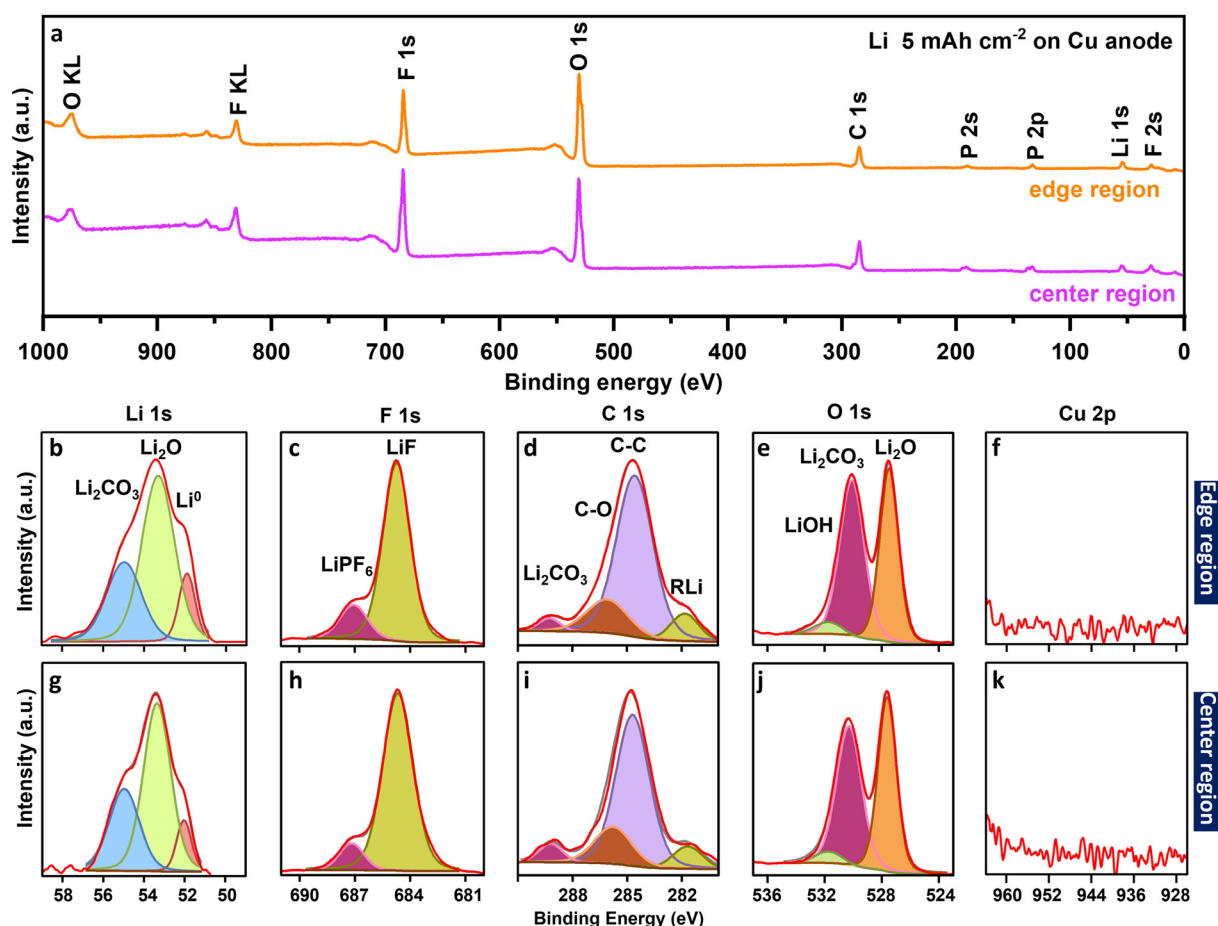 a
Li 5 mAh cm⁻² on Cu anode
O KL
F KL
F 1s
O 1s
C 1s
P 2s
P 2p
Li 1s
F 2s
edge region
center region
Intensity (a.u.)
1000 900 800 700 600 500 400 300 200 100 0
Binding energy (eV)
Li 1s F 1s C 1s O 1s Cu 2p
b
Li₂CO₃
Li₂O
Li⁰
c
LiPF₆
LiF
d
Li₂CO₃
C-O
C-C
RLi
e
LiOH
Li₂CO₃
Li₂O
f
Intensity (a.u.)
Edge region
g
h
i
j
k
Intensity (a.u.)
Center region
58 56 54 52 50
690 687 684 681
288 285 282
536 532 528 524
960 952 944 936 928
Binding Energy (eV)